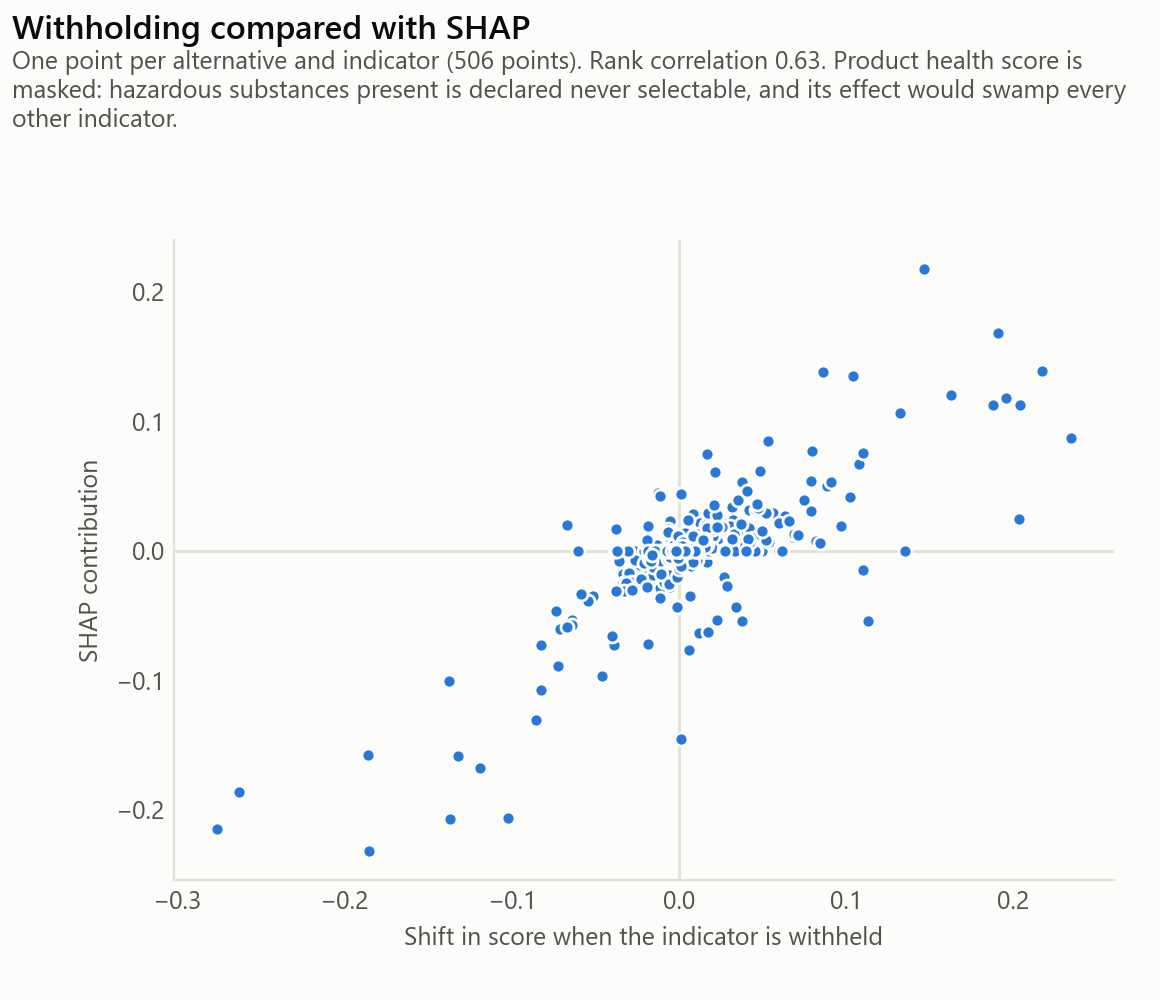 Withholding compared with SHAP
One point per alternative and indicator (506 points). Rank correlation 0.63. Product health score is
masked: hazardous substances present is declared never selectable, and its effect would swamp every
other indicator.
0.2
0.1
0.0
−0.1
−0.2
SHAP contribution
−0.3
−0.2
−0.1
0.0
0.1
0.2
Shift in score when the indicator is withheld